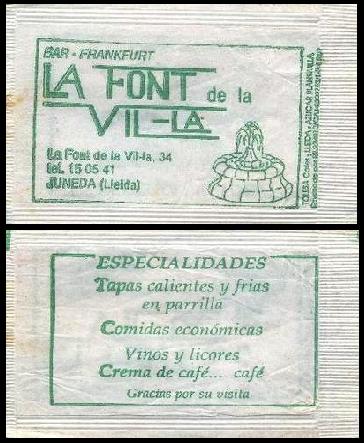 BAR - FRANKFURT
LA FONT de la
VIL-LA
La Font de la Vil-la, 34
tel. 15 05 41
JUNEDA (Lleida)
ESPECIALIDADES
Tapas calientes y frias
en parrilla
Comidas económicas
Vinos y licores
Crema de café... café
Gracias por su visita